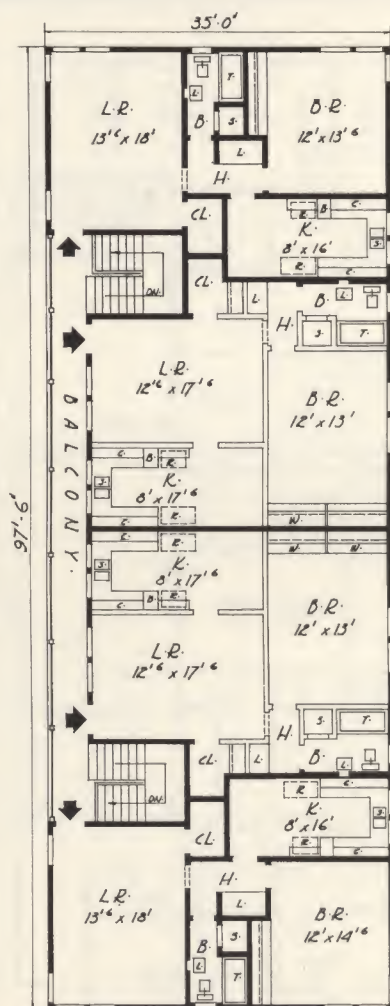 35'-0"
L.R.
13'6 x 18'
T.
L.
B
S.
B.R.
12' x 13'6
L
H.
CL.
R. B C.
K.
8' x 16'
S.
R. C.
DN.
CL.
L.
B.
L.
H.
S. T.
L.R.
12'6 x 17'6
B.R.
12' x 13'
BALCONY
97'-6"
C. B. R.
S.
K.
8' x 17'6
C. R.
W.
C. R.
W. W.
S.
K.
8' x 17'6
C. B R.
B.R.
12' x 13'
L.R.
12'6 x 17'6
S. T.
H.
B. L.
CL. L.
DN.
R. C.
K.
8' x 16'
S.
R. C.
CL.
H.
L.
L.R.
13'6 x 18'
B.
S.
L.
T.
B.R.
12' x 14'6